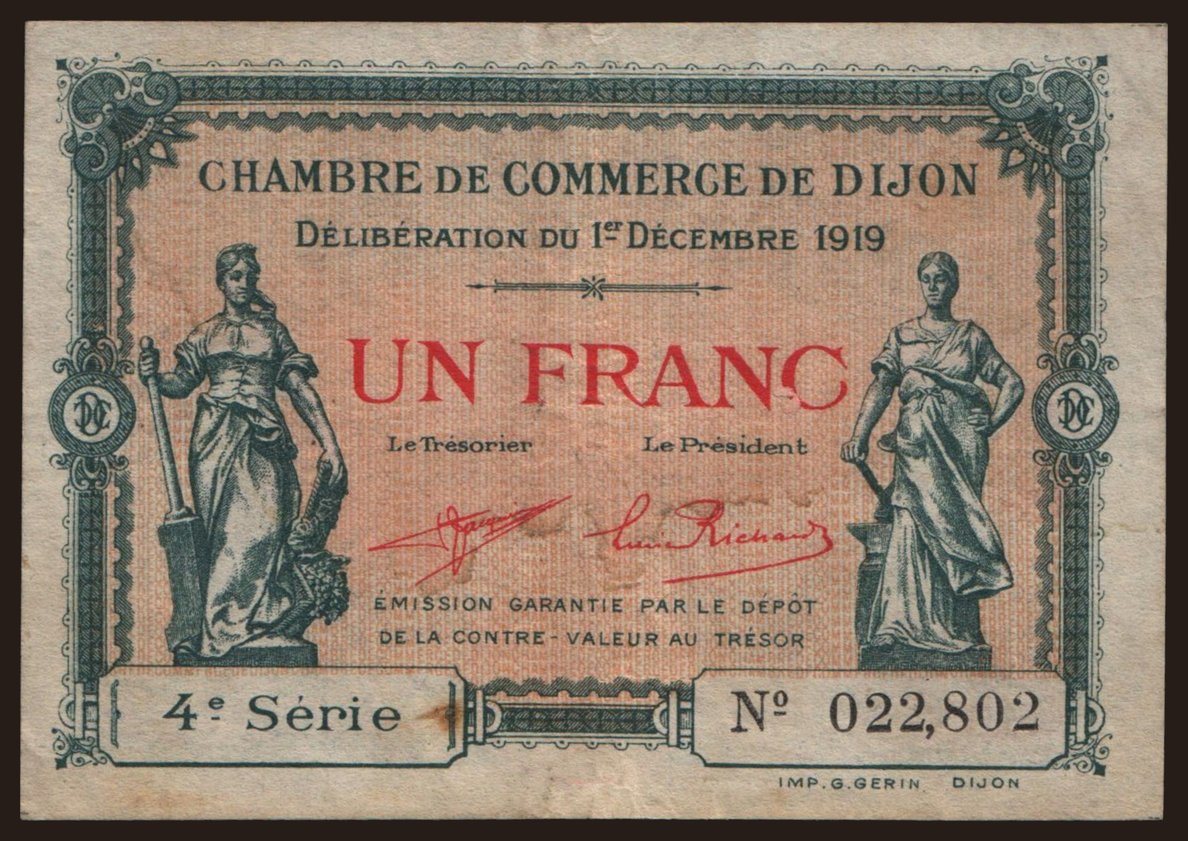 CHAMBRE DE COMMERCE DE DIJON
DÉLIBÉRATION DU 1er DÉCEMBRE 1919
UN FRANC
Le Trésorier Le Président
Richard
ÉMISSION GARANTIE PAR LE DÉPÔT
DE LA CONTRE-VALEUR AU TRÉSOR
4e Série Nº 022,802
IMP. G. GERIN DIJON